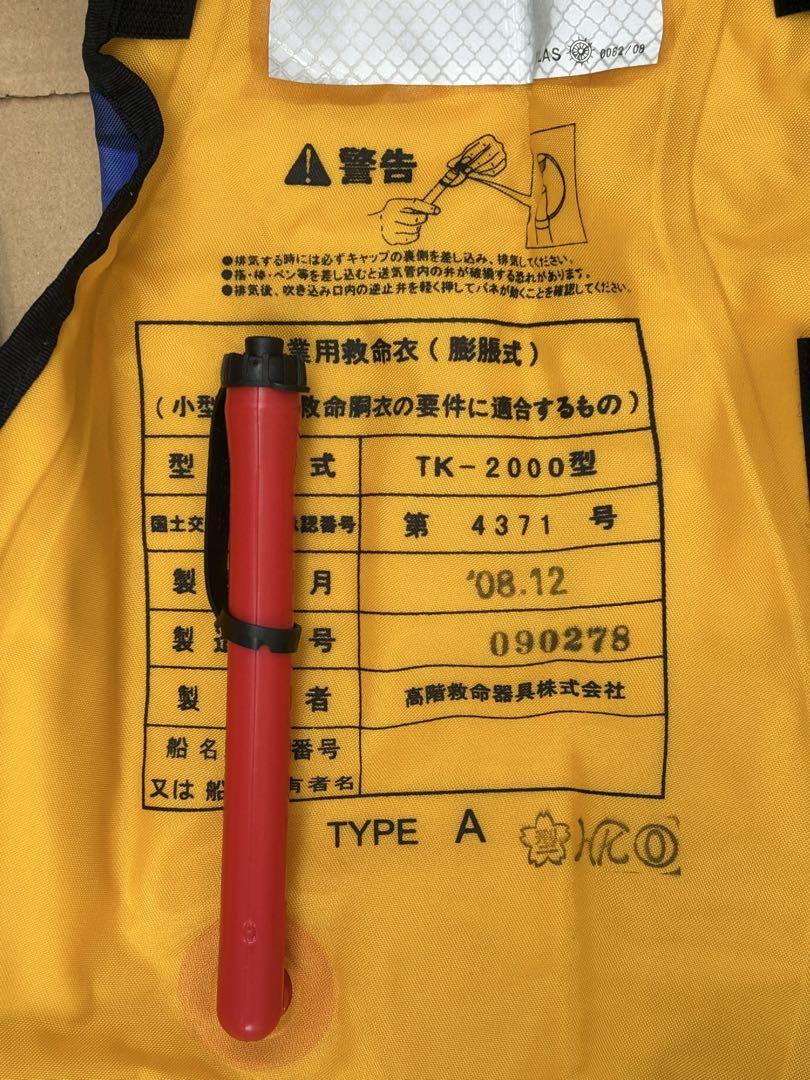 LAS 0062/09
警告
●排気する時には必ずキャップの裏側を差し込み、排気してください。
●指・棒・ペン等を差し込むと送気管内の弁が破損する恐れがあります。
●排気後、吹き込み口内の逆止弁を軽く押してバネが動くことを確認してください。
業用救命衣(膨脹式)
(小型 救命胴衣の要件に適合するもの)
型 式 TK-2000型
国土交 認番号 第 4371 号
製 月 '08.12
製造 号 090278
製 者 高階救命器具株式会社
船名 番号
又は船 有者名
TYPE A
型 HK O